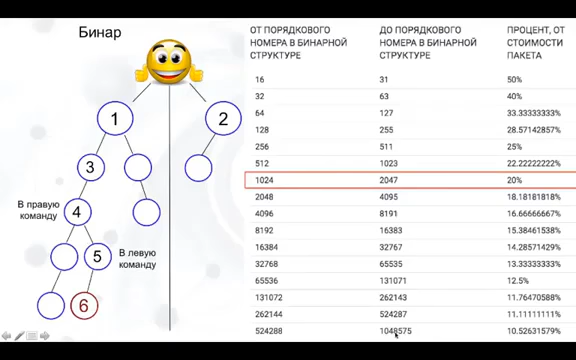 Бинар
1
2
3
4
5
6
В правую
команду
В левую
команду
ОТ ПОРЯДКОВОГО
НОМЕРА В БИНАРНОЙ
СТРУКТУРЕ
ДО ПОРЯДКОВОГО
НОМЕРА В БИНАРНОЙ
СТРУКТУРЕ
ПРОЦЕНТ, ОТ
СТОИМОСТИ
ПАКЕТА
16 31 50%
32 63 40%
64 127 33.33333333%
128 255 28.57142857%
256 511 25%
512 1023 22.22222222%
1024 2047 20%
2048 4095 18.18181818%
4096 8191 16.66666667%
8192 16383 15.38461538%
16384 32767 14.28571429%
32768 65535 13.33333333%
65536 131071 12.5%
131072 262143 11.76470588%
262144 524287 11.11111111%
524288 1048575 10.52631579%